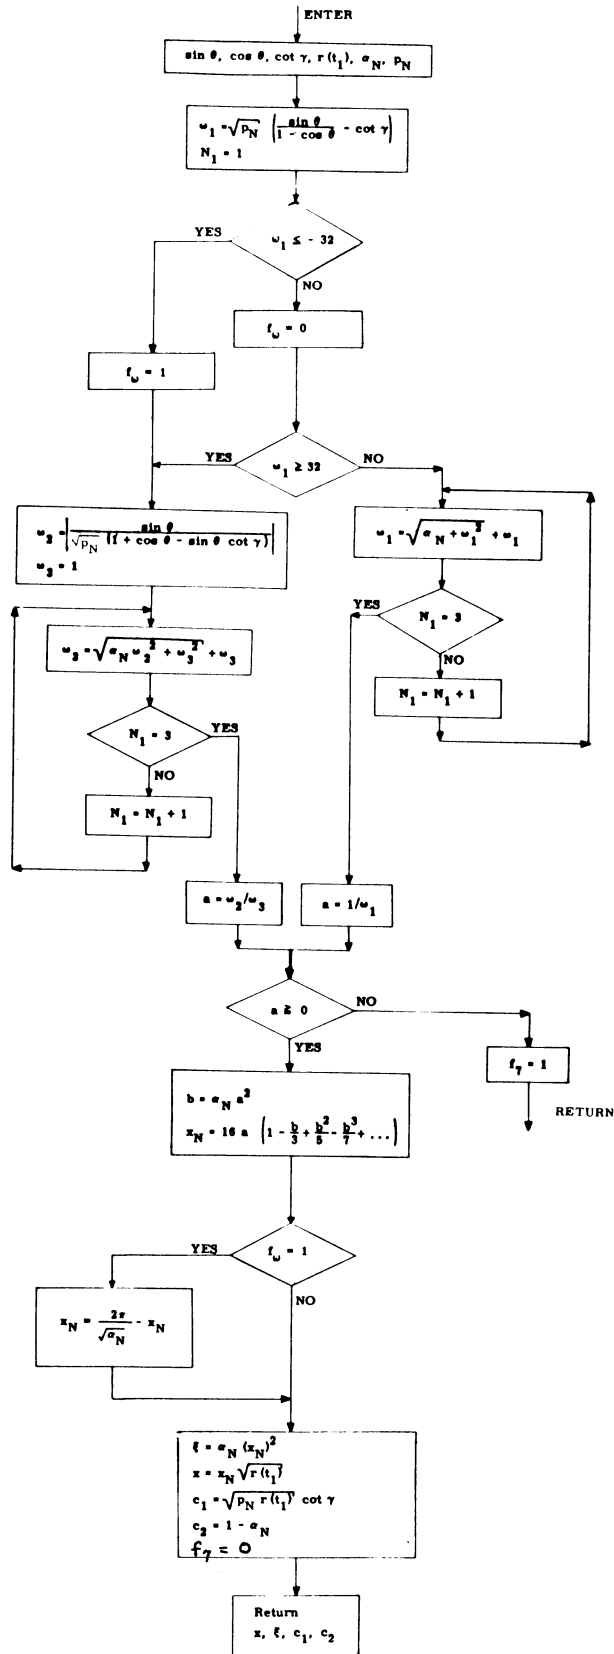 ENTER
sin θ, cos θ, cot γ, r(t₁), α_N, p_N
ω₁ = √p_N (sin θ / (1 - cos θ) - cot γ)
N₁ = 1
ω₁ ≤ - 32
YES
NO
f_ω = 0
f_ω = 1
ω₁ ≥ 32
YES
NO
ω₂ = |sin θ / (√p_N (1 + cos θ - sin θ cot γ))|
ω₃ = 1
ω₁ = √(α_N + ω₁²) + ω₁
YES
N₁ = 3
NO
N₁ = N₁ + 1
ω₃ = √(α_N ω₂² + ω₃²) + ω₃
N₁ = 3
YES
NO
N₁ = N₁ + 1
a = ω₂/ω₃
a = 1/ω₁
a ≧ 0
NO
YES
f₇ = 1
RETURN
b = α_N a²
x_N = 16 a (1 - b/3 + b²/5 - b³/7 + ...)
f_ω = 1
YES
NO
x_N = 2π/√α_N - x_N
ξ = α_N (x_N)²
x = x_N √r(t₁)
c₁ = √(p_N r(t₁)) cot γ
c₂ = 1 - α_N
f₇ = 0
Return
x, ξ, c₁, c₂